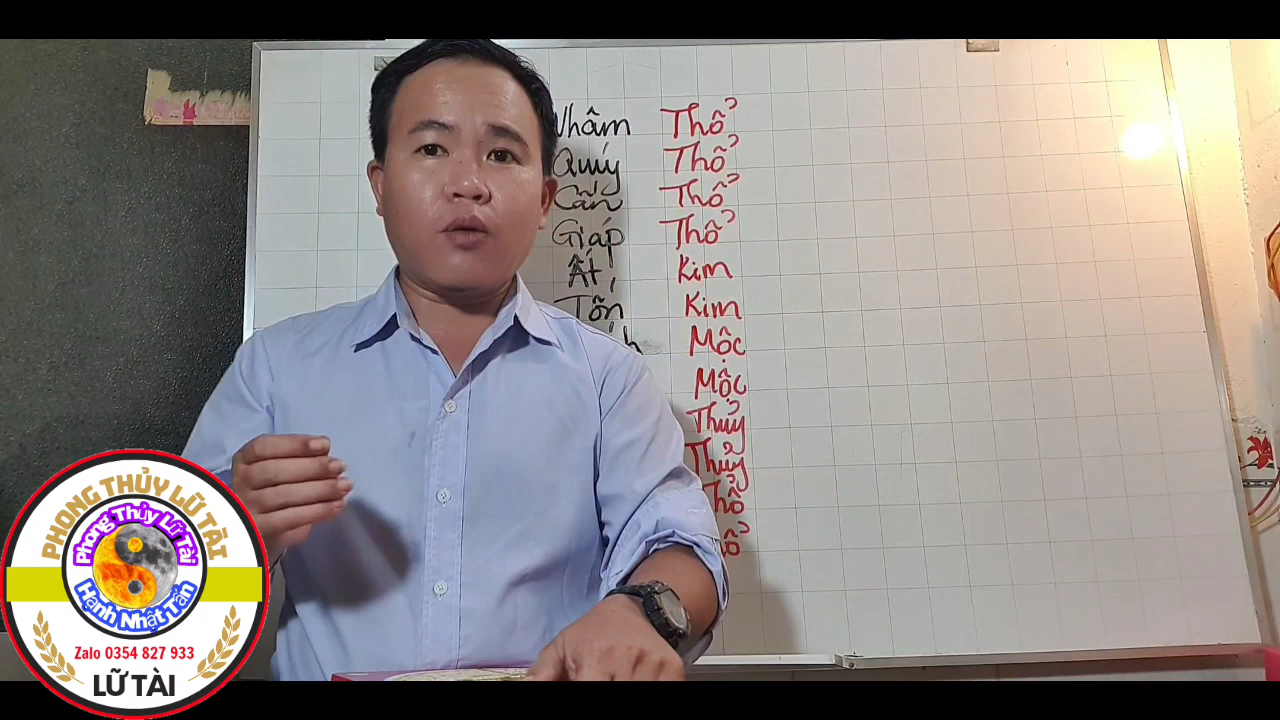 Nhâm Thổ
Quý Thổ
Cấn Thổ
Giáp Thổ
Ất Kim
Tốn Kim
Mộc
Mộc
Thủy
Thủy
Thổ
PHONG THỦY LỮ TÀI
Phong Thủy Lữ Tài
Hạnh Nhật Tấn
Zalo 0354 827 933
LỮ TÀI